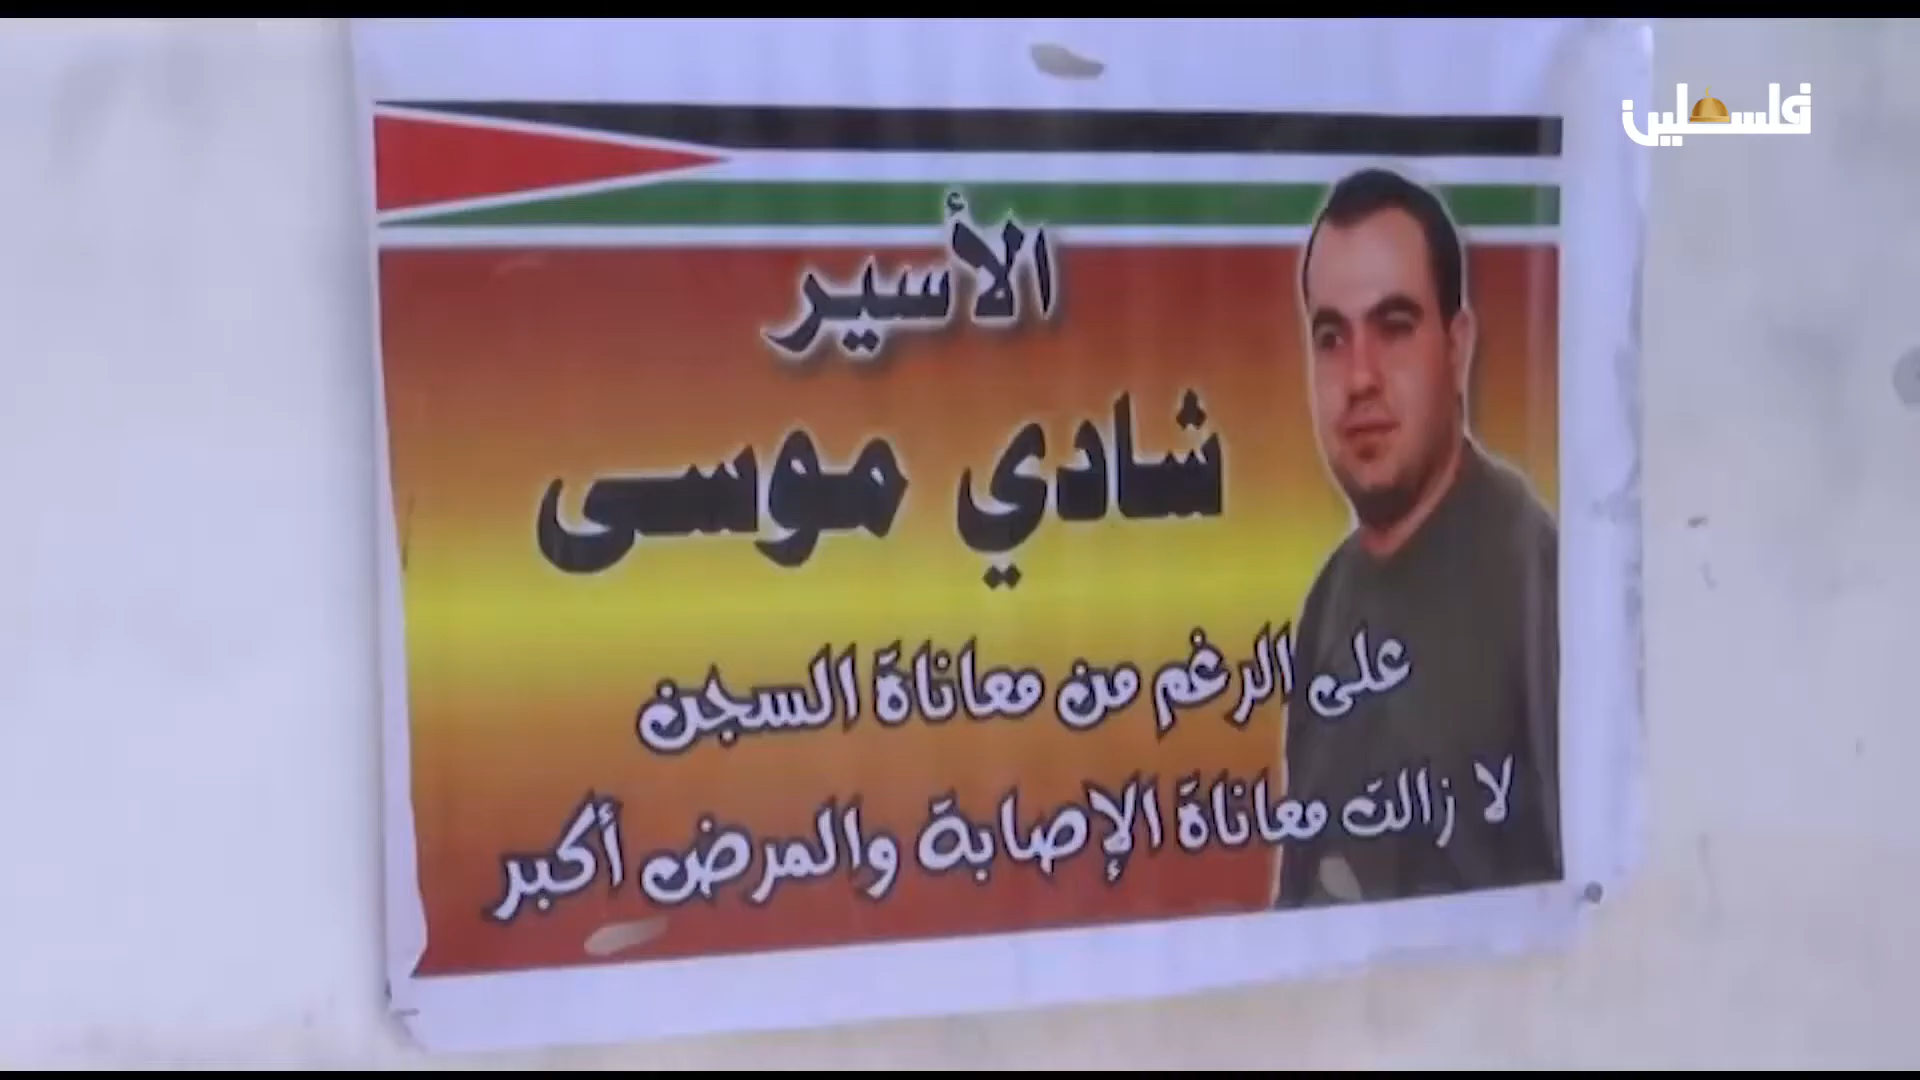 فلسطين
الأسير
شادي موسى
على الرغم من معاناة السجن
لا زالت معاناة الإصابة والمرض أكبر